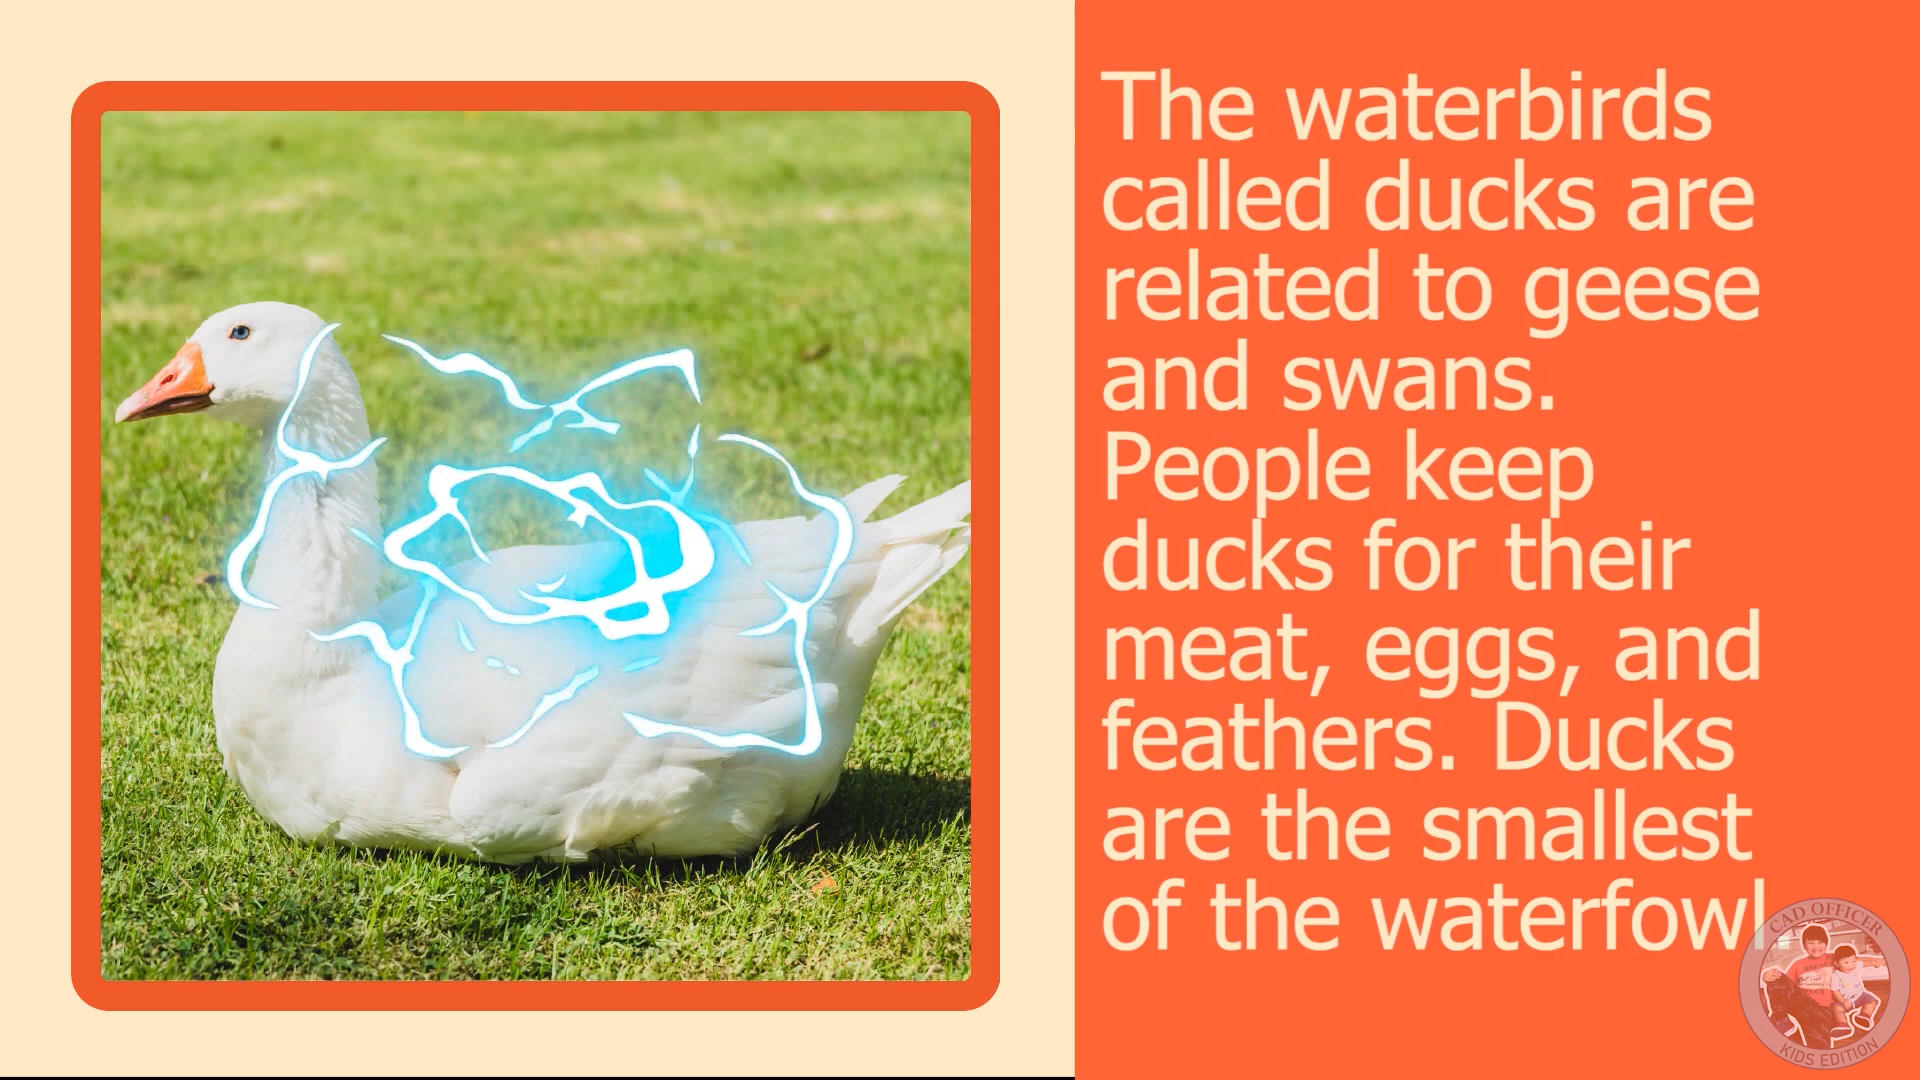 The waterbirds
called ducks are
related to geese
and swans.
People keep
ducks for their
meat, eggs, and
feathers. Ducks
are the smallest
of the waterfowl
CAD OFFICER
KIDS EDITION